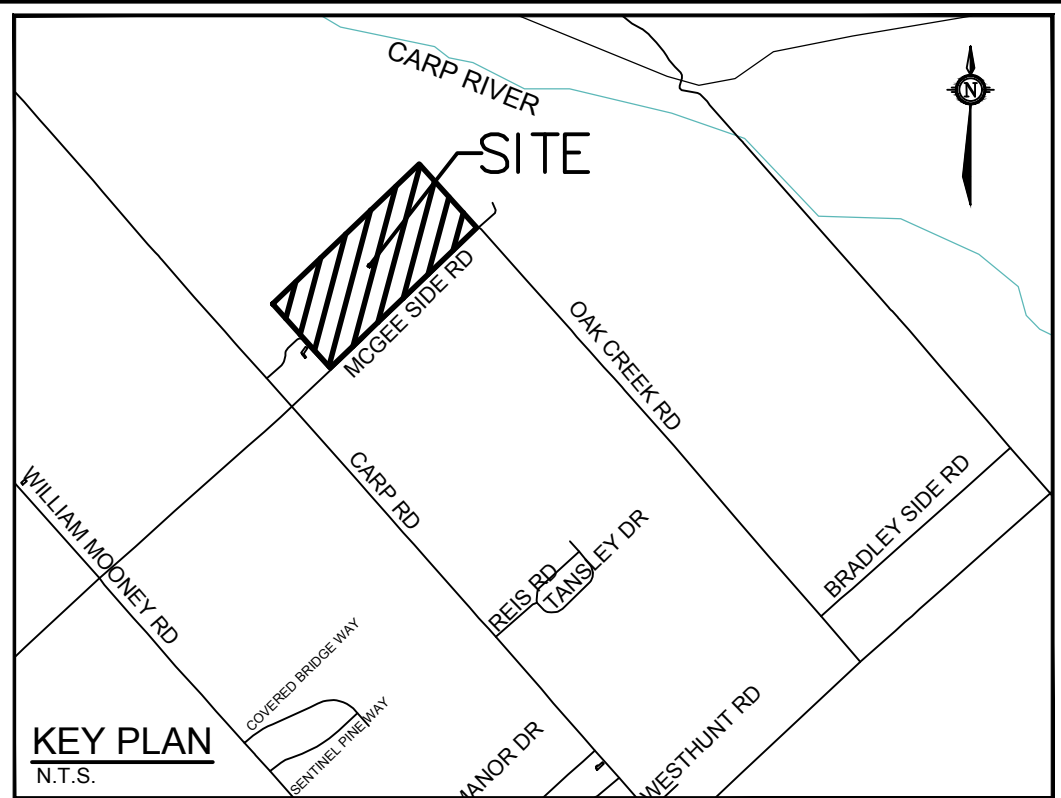 CARP RIVER
N
SITE
MCGEE SIDE RD
OAK CREEK RD
CARP RD
WILLIAM MOONEY RD
BRADLEY SIDE RD
REIS RD
TANSLEY DR
COVERED BRIDGE WAY
SENTINEL PINE WAY
MANOR DR
WESTHUNT RD
KEY PLAN
N.T.S.